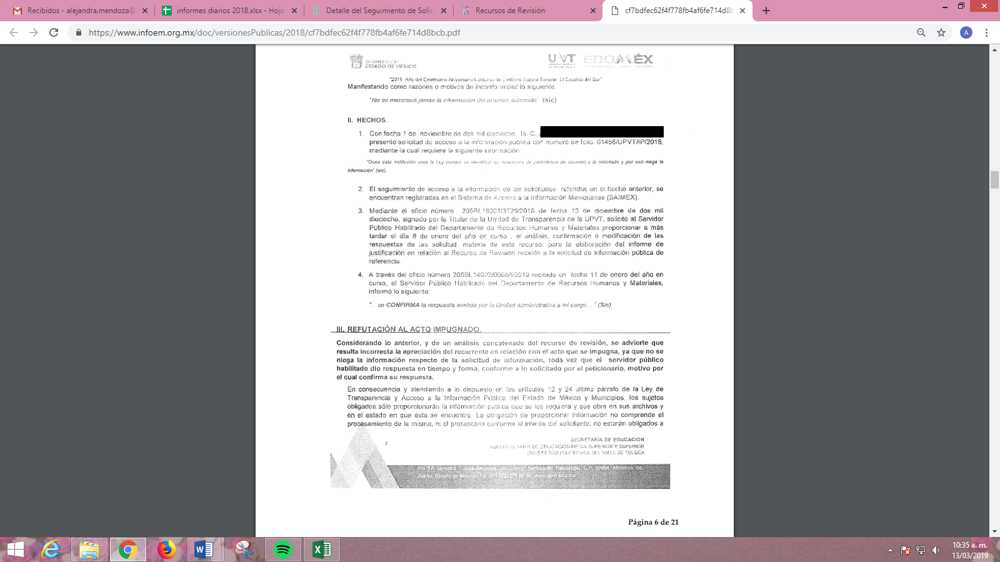 Recibidos - alejandra.mendoza@
informes diarios 2018.xlsx - Hoja
Detalle del Seguimiento de Solic
Recursos de Revisión
cf7bdfec62f4f778fb4af6fe714d8b
https://www.infoem.org.mx/doc/versionesPublicas/2018/cf7bdfec62f4f778fb4af6fe714d8bcb.pdf
A
GOBIERNO DEL
ESTADO DE MÉXICO
UPVT
EDOMÉX
"2019. Año del Centésimo Aniversario Luctuoso de Emiliano Zapata Salazar. El Caudillo del Sur"
Manifestando como razones o motivos de inconformidad lo siguiente.
"No se menciona jamas la información del proceso solicitado" (sic)
II. HECHOS.
1. Con fecha 1 de noviembre de dos mil dieciocho, la C.
presentó solicitud de acceso a la información pública con número de folio, 01456/UPVT/IP/2018,
mediante la cual requiere la siguiente información.
"Osea esta institución viola la Ley porque se identifica las relaciones de parentesco de acuerdo a lo solicitado y por eso niega la
información" (sic).
2. El seguimiento de acceso a la información de las solicitudes referidas en el hecho anterior, se
encuentran registradas en el Sistema de Acceso a la Información Mexiquense (SAIMEX).
3. Mediante el oficio número 205BL16001/3729/2018 de fecha 13 de diciembre de dos mil
dieciocho, signado por la Titular de la Unidad de Transparencia de la UPVT, solicitó al Servidor
Público Habilitado del Departamento de Recursos Humanos y Materiales proporcionar a más
tardar el día 8 de enero del año en curso , el análisis, confirmación o modificación de las
respuestas de las solicitud, materia de este recurso, para la elaboración del informe de
justificación en relación al Recurso de Revisión recaído a la solicitud de información pública de
referencia.
4. A través del oficio número 205BL14002/0066/92019 recibido en fecha 11 de enero del año en
curso, el Servidor Público Habilitado del Departamento de Recursos Humanos y Materiales,
informó lo siguiente:
"... se CONFIRMA la respuesta emitida por la Unidad administrativa a mi cargo... " (Sic)
III. REFUTACIÓN AL ACTO IMPUGNADO.
Considerando lo anterior, y de un análisis concatenado del recurso de revisión, se advierte que
resulta incorrecta la apreciación del recurrente en relación con el acto que se impugna, ya que no se
niega la información respecto de la solicitud de información, toda vez que el servidor público
habilitado dio respuesta en tiempo y forma, conforme a lo solicitado por el peticionario, motivo por
el cual confirma su respuesta.
En consecuencia y atendiendo a lo dispuesto en los artículos 12 y 24 último párrafo de la Ley de
Transparencia y Acceso a la Información Pública del Estado de México y Municipios, los sujetos
obligados sólo proporcionarán la información pública que se les requiera y que obre en sus archivos y
en el estado en que ésta se encuentre. La obligación de proporcionar información no comprende el
procesamiento de la misma, ni el presentarla conforme al interés del solicitante; no estarán obligados a
SECRETARÍA DE EDUCACIÓN
SUBSECRETARÍA DE EDUCACIÓN MEDIA SUPERIOR Y SUPERIOR
UNIVERSIDAD POLITÉCNICA DEL VALLE DE TOLUCA
Km 5.6 carretera Toluca-Almoloya de Juárez, Santiaguito Tlalcilalcali, C.P. 50904, Almoloya de
Juárez, Estado de México. Tel.: (01 722) 276 60 60 www.upvt.edu.mx
Página 6 de 21
10:35 a. m.
13/03/2019